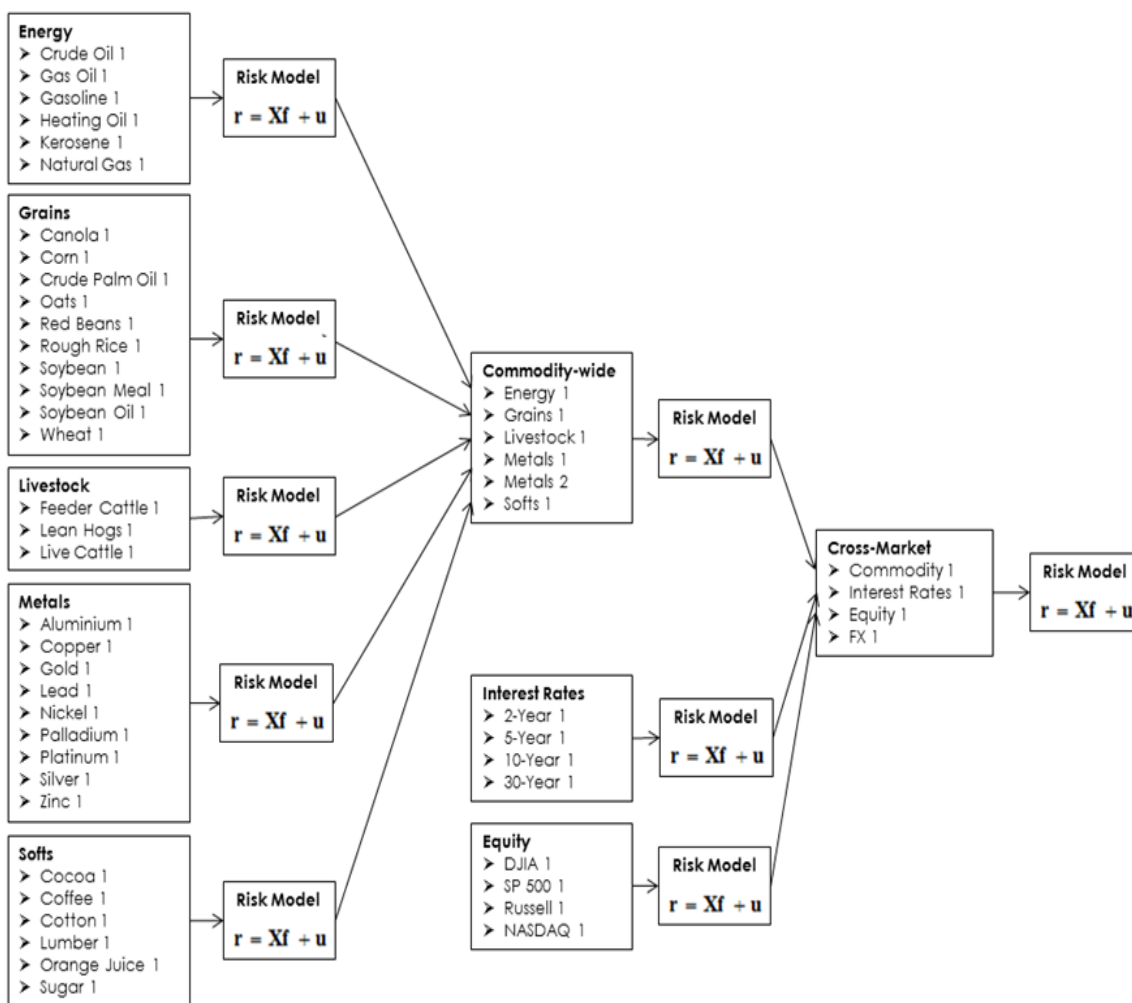 Energy
➤ Crude Oil 1
➤ Gas Oil 1
➤ Gasoline 1
➤ Heating Oil 1
➤ Kerosene 1
➤ Natural Gas 1
Risk Model
r = Xf + u
Grains
➤ Canola 1
➤ Corn 1
➤ Crude Palm Oil 1
➤ Oats 1
➤ Red Beans 1
➤ Rough Rice 1
➤ Soybean 1
➤ Soybean Meal 1
➤ Soybean Oil 1
➤ Wheat 1
Risk Model
r = Xf + u
Livestock
➤ Feeder Cattle 1
➤ Lean Hogs 1
➤ Live Cattle 1
Risk Model
r = Xf + u
Metals
➤ Aluminium 1
➤ Copper 1
➤ Gold 1
➤ Lead 1
➤ Nickel 1
➤ Palladium 1
➤ Platinum 1
➤ Silver 1
➤ Zinc 1
Risk Model
r = Xf + u
Softs
➤ Cocoa 1
➤ Coffee 1
➤ Cotton 1
➤ Lumber 1
➤ Orange Juice 1
➤ Sugar 1
Risk Model
r = Xf + u
Commodity-wide
➤ Energy 1
➤ Grains 1
➤ Livestock 1
➤ Metals 1
➤ Metals 2
➤ Softs 1
Risk Model
r = Xf + u
Interest Rates
➤ 2-Year 1
➤ 5-Year 1
➤ 10-Year 1
➤ 30-Year 1
Risk Model
r = Xf + u
Equity
➤ DJIA 1
➤ SP 500 1
➤ Russell 1
➤ NASDAQ 1
Risk Model
r = Xf + u
Cross-Market
➤ Commodity 1
➤ Interest Rates 1
➤ Equity 1
➤ FX 1
Risk Model
r = Xf + u